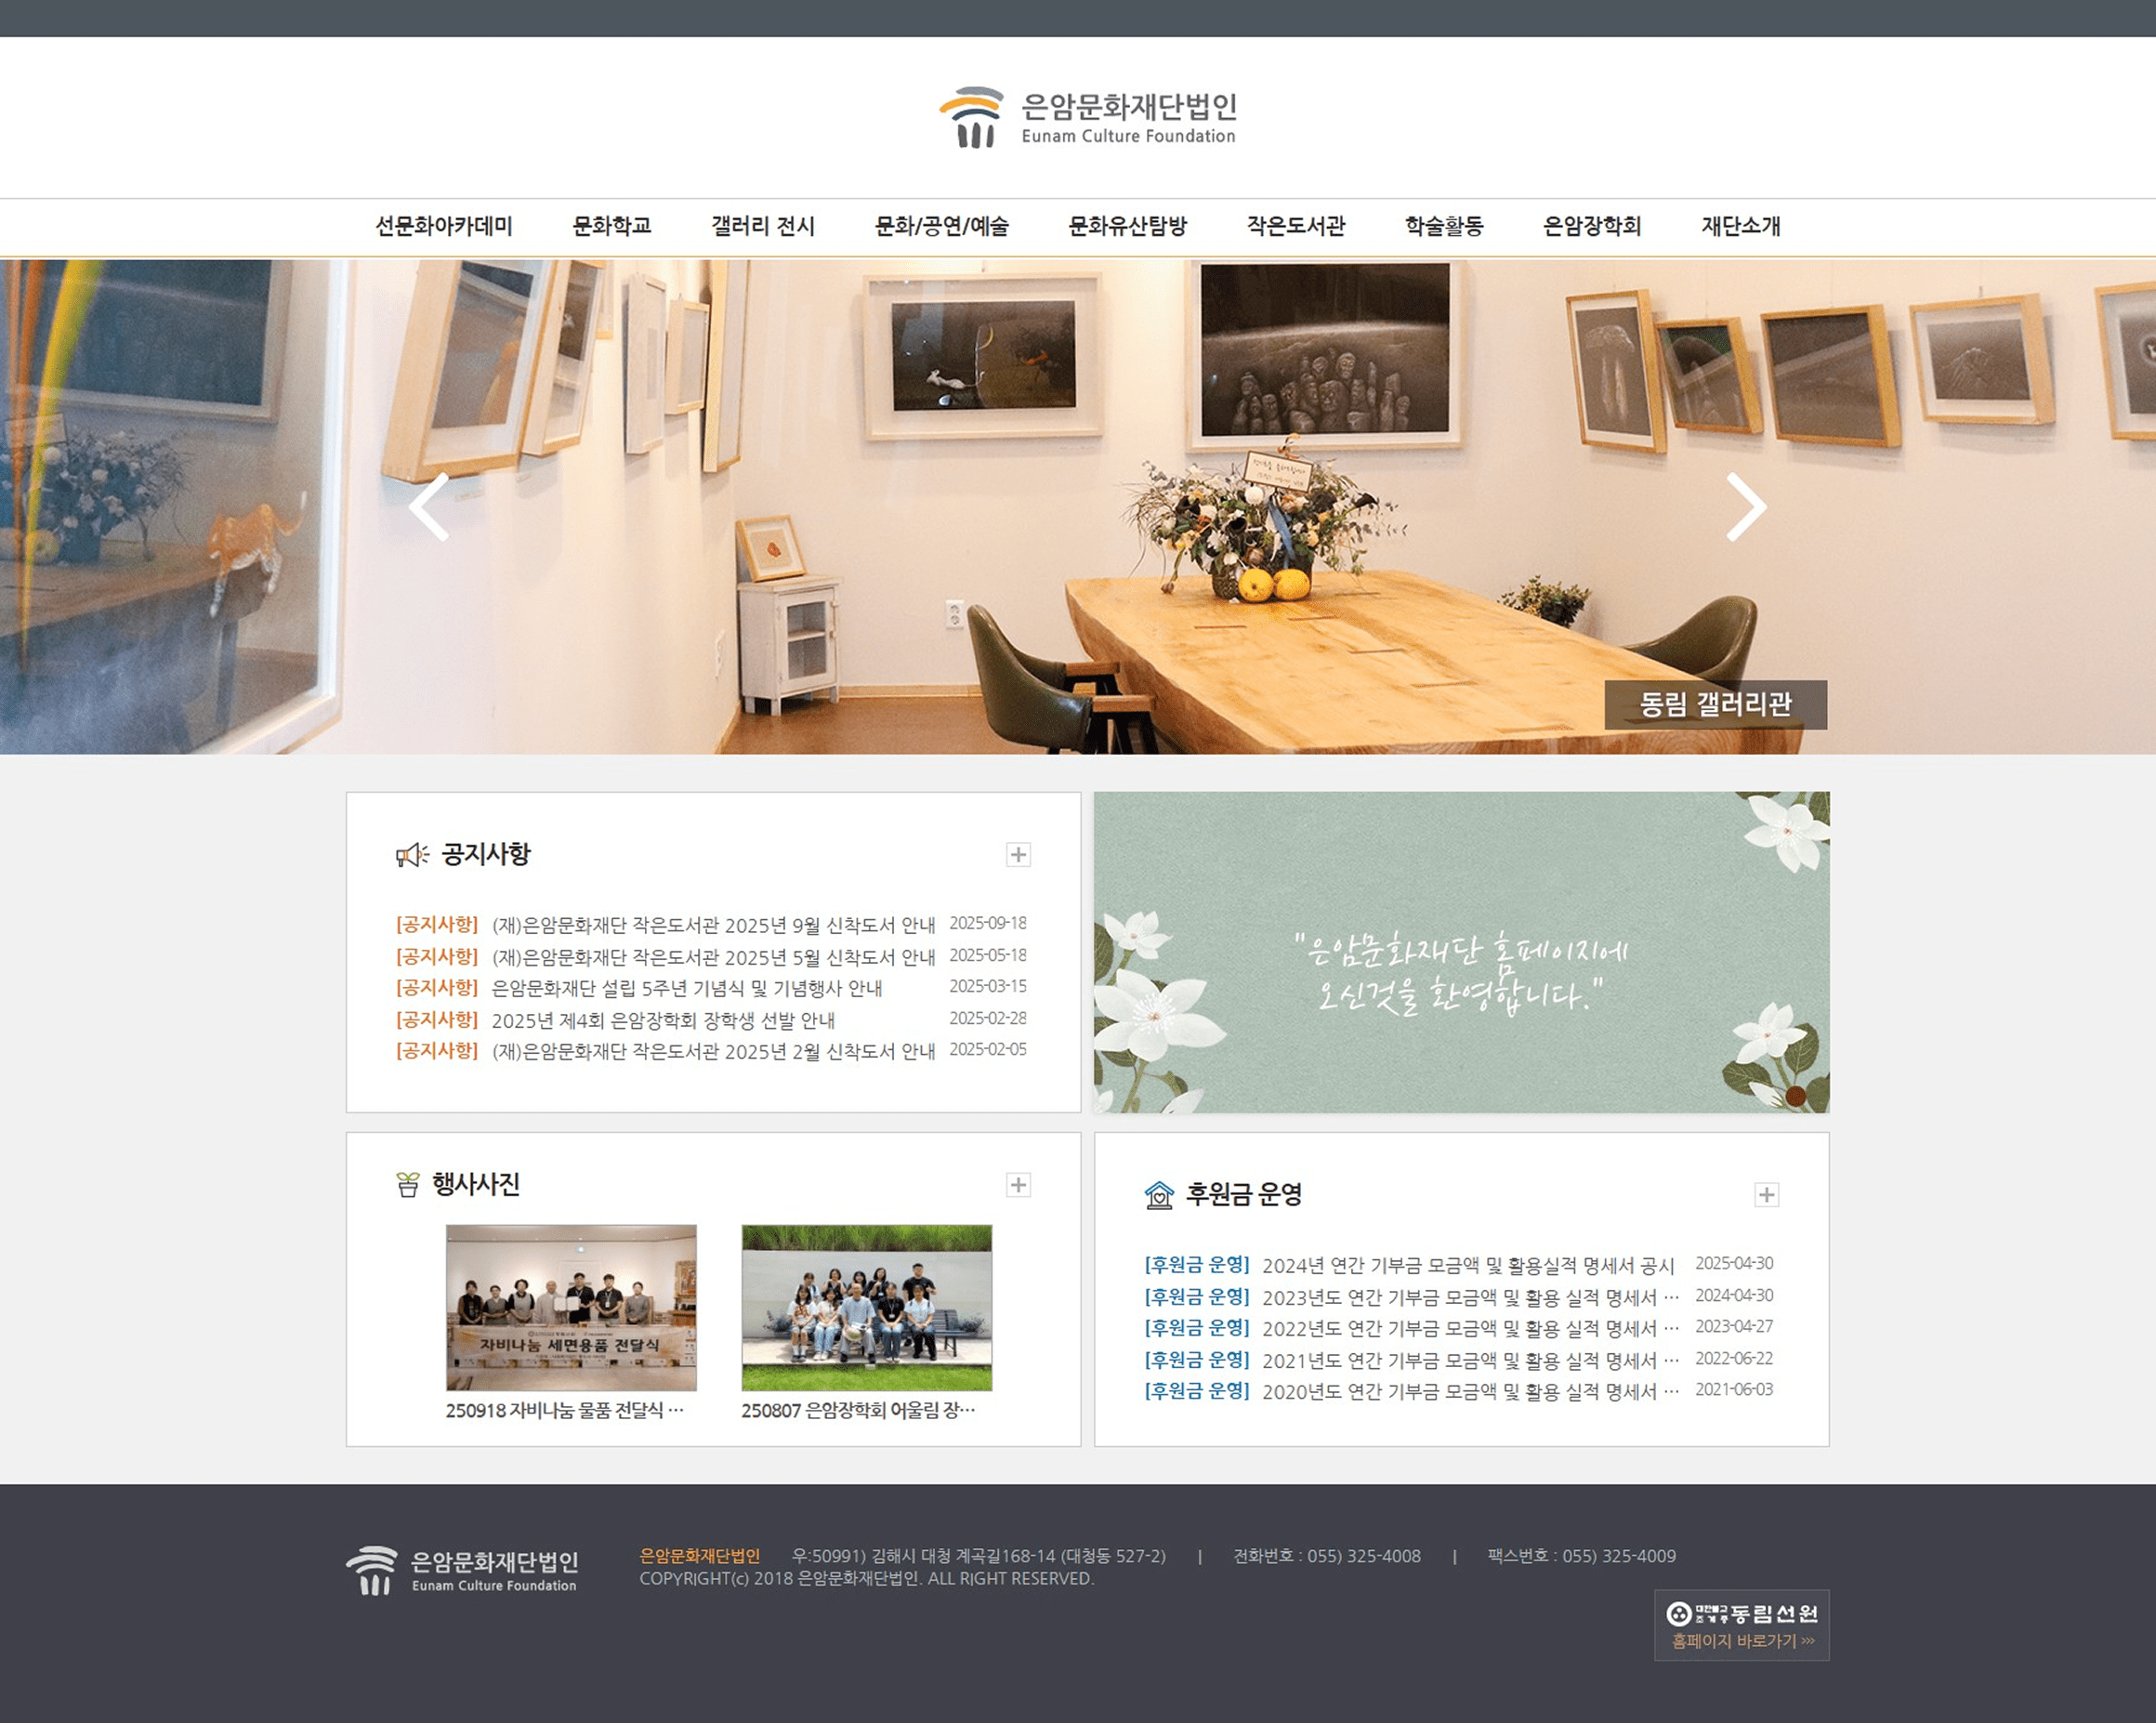 은암문화재단법인
Eunam Culture Foundation
선문화아카데미 문화학교 갤러리 전시 문화/공연/예술 문화유산탐방 작은도서관 학술활동 은암장학회 재단소개
동림 갤러리관
공지사항
[공지사항] (재)은암문화재단 작은도서관 2025년 9월 신착도서 안내 2025-09-18
[공지사항] (재)은암문화재단 작은도서관 2025년 5월 신착도서 안내 2025-05-18
[공지사항] 은암문화재단 설립 5주년 기념식 및 기념행사 안내 2025-03-15
[공지사항] 2025년 제4회 은암장학회 장학생 선발 안내 2025-02-28
[공지사항] (재)은암문화재단 작은도서관 2025년 2월 신착도서 안내 2025-02-05
"은암문화재단 홈페이지에
오신것을 환영합니다."
행사사진
자비나눔 세면용품 전달식
250918 자비나눔 물품 전달식 …
250807 은암장학회 어울림 장…
후원금 운영
[후원금 운영] 2024년 연간 기부금 모금액 및 활용실적 명세서 공시 2025-04-30
[후원금 운영] 2023년도 연간 기부금 모금액 및 활용 실적 명세서 … 2024-04-30
[후원금 운영] 2022년도 연간 기부금 모금액 및 활용 실적 명세서 … 2023-04-27
[후원금 운영] 2021년도 연간 기부금 모금액 및 활용 실적 명세서 … 2022-06-22
[후원금 운영] 2020년도 연간 기부금 모금액 및 활용 실적 명세서 … 2021-06-03
은암문화재단법인
Eunam Culture Foundation
은암문화재단법인 우:50991) 김해시 대청 계곡길168-14 (대청동 527-2) | 전화번호 : 055) 325-4008 | 팩스번호 : 055) 325-4009
COPYRIGHT(c) 2018 은암문화재단법인. ALL RIGHT RESERVED.
대한불교조계종 동림선원
홈페이지 바로가기 >>>